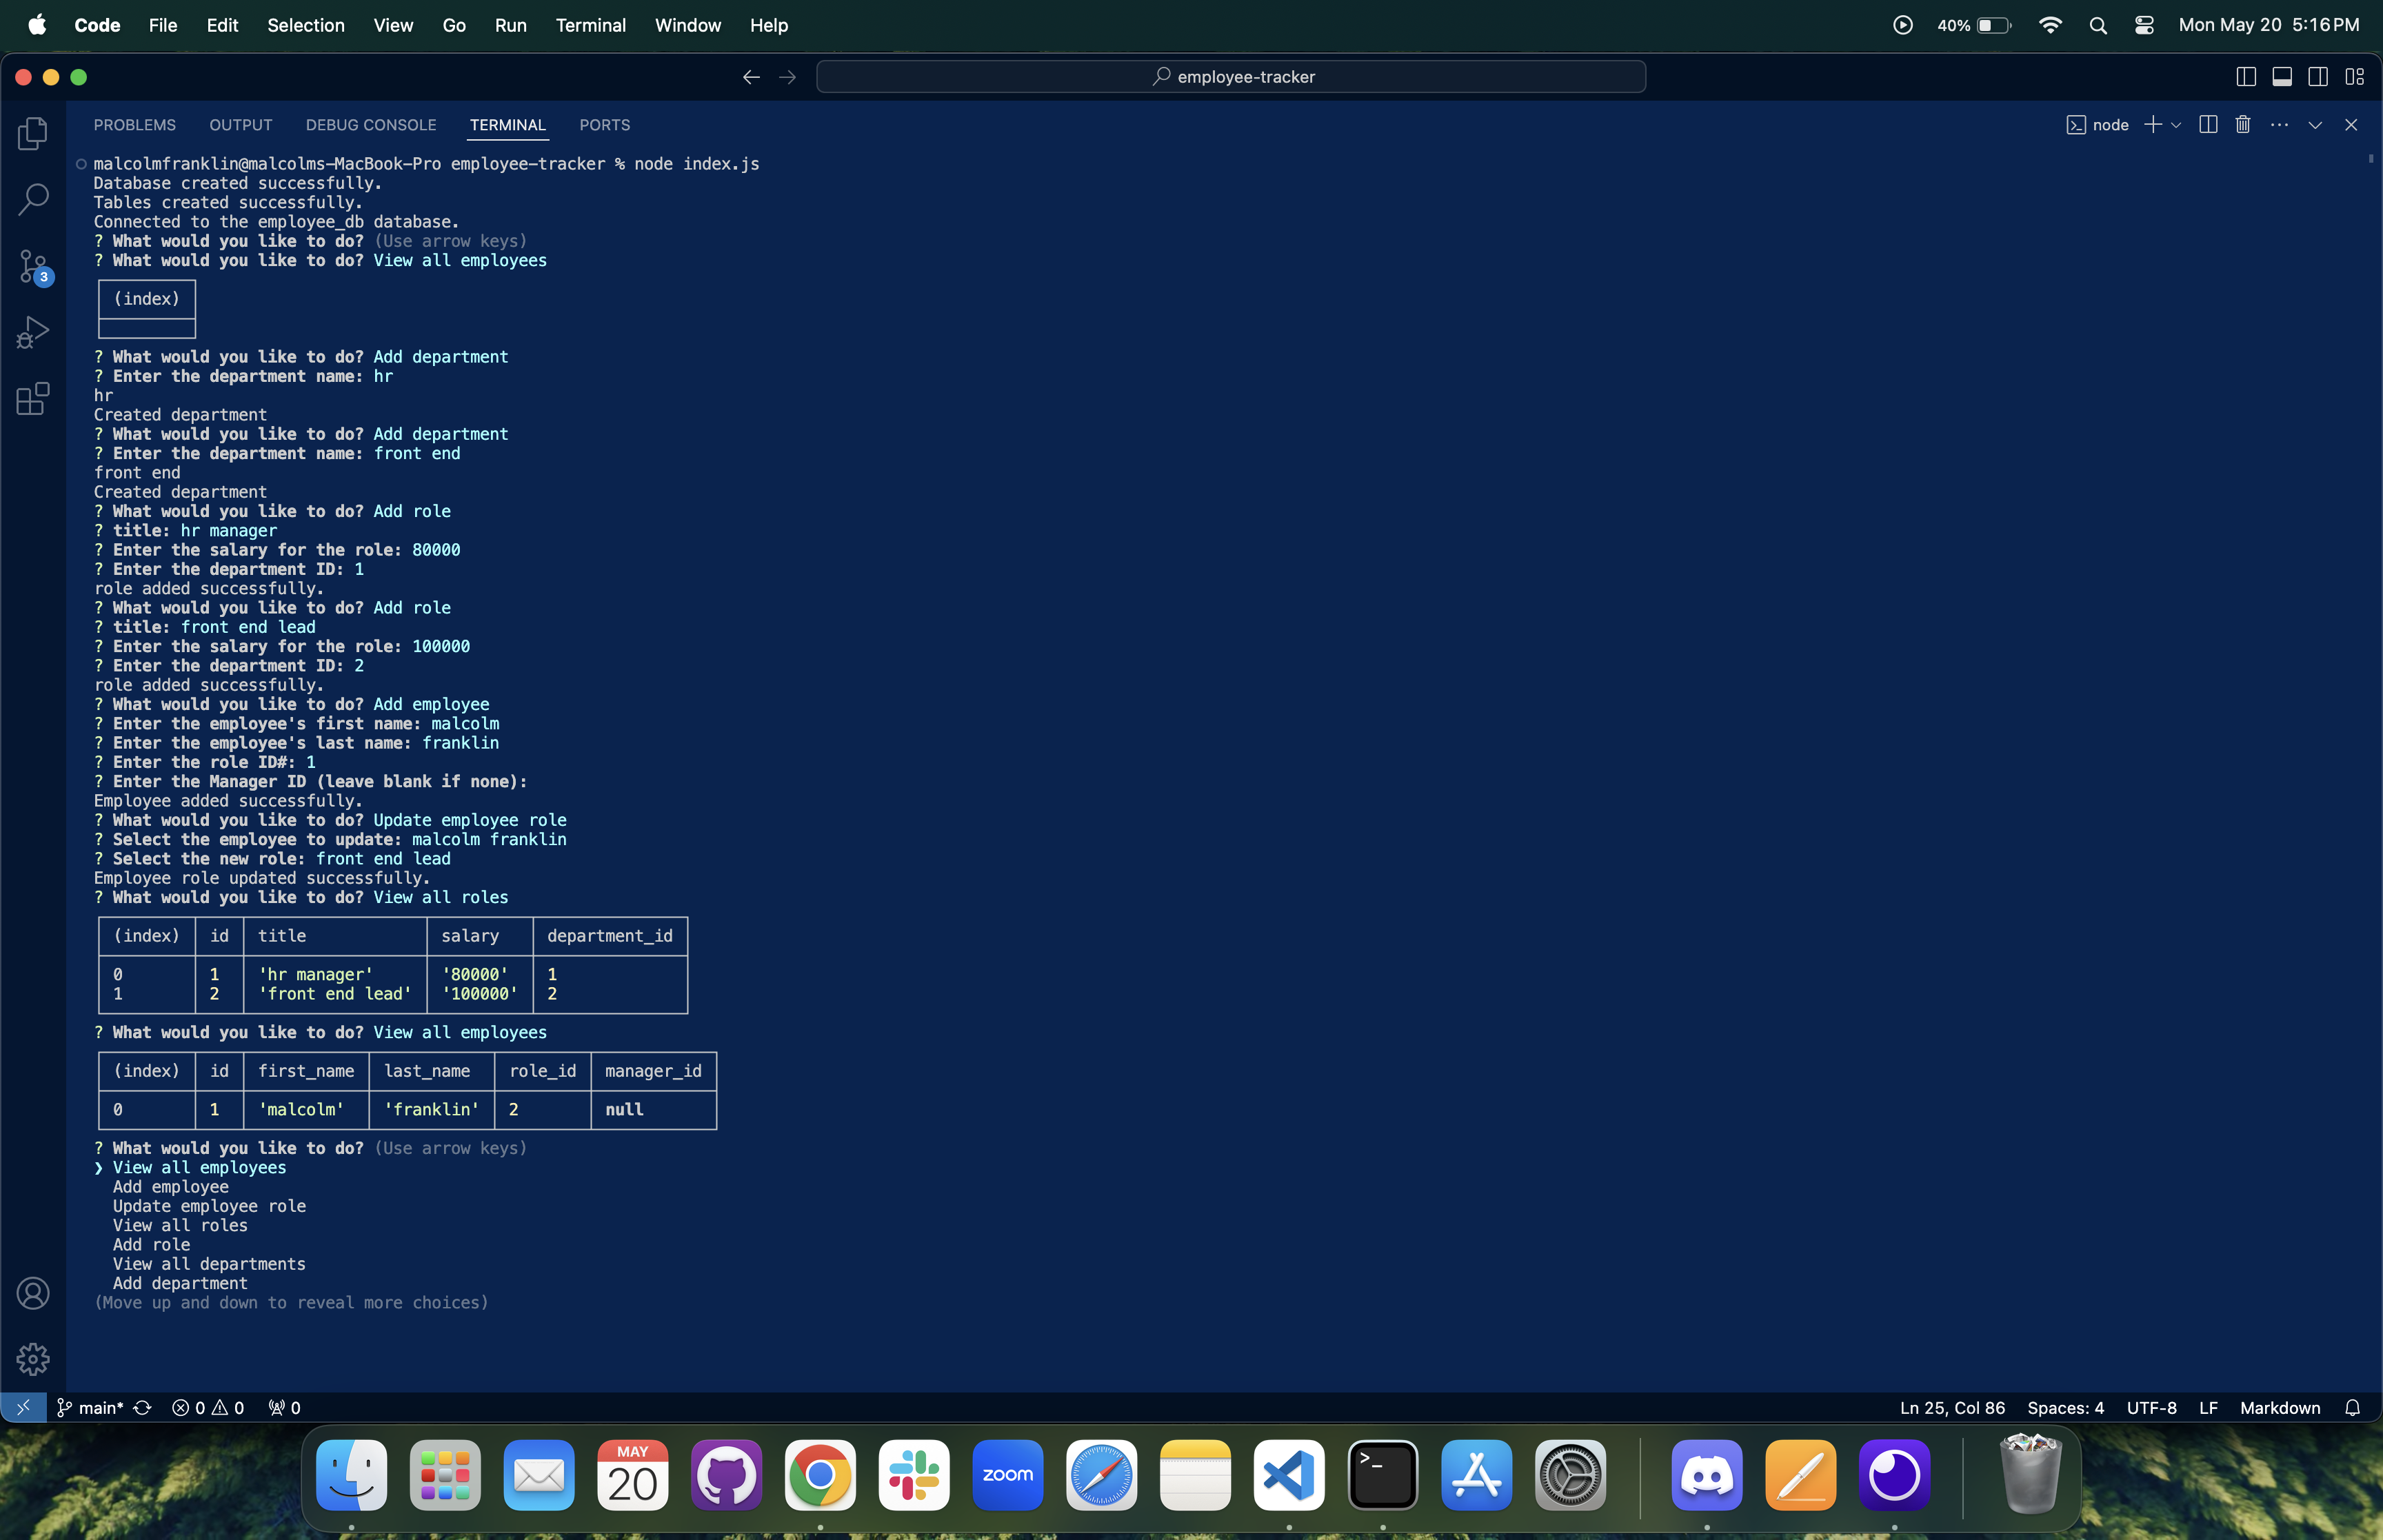 Code File Edit Selection View Go Run Terminal Window Help 40% Mon May 20 5:16 PM
employee-tracker
PROBLEMS OUTPUT DEBUG CONSOLE TERMINAL PORTS node
malcolmfranklin@malcolms-MacBook-Pro employee-tracker % node index.js
Database created successfully.
Tables created successfully.
Connected to the employee_db database.
? What would you like to do? (Use arrow keys)
? What would you like to do? View all employees
(index)
? What would you like to do? Add department
? Enter the department name: hr
hr
Created department
? What would you like to do? Add department
? Enter the department name: front end
front end
Created department
? What would you like to do? Add role
? title: hr manager
? Enter the salary for the role: 80000
? Enter the department ID: 1
role added successfully.
? What would you like to do? Add role
? title: front end lead
? Enter the salary for the role: 100000
? Enter the department ID: 2
role added successfully.
? What would you like to do? Add employee
? Enter the employee's first name: malcolm
? Enter the employee's last name: franklin
? Enter the role ID#: 1
? Enter the Manager ID (leave blank if none):
Employee added successfully.
? What would you like to do? Update employee role
? Select the employee to update: malcolm franklin
? Select the new role: front end lead
Employee role updated successfully.
? What would you like to do? View all roles
(index) id title salary department_id
0 1 'hr manager' '80000' 1
1 2 'front end lead' '100000' 2
? What would you like to do? View all employees
(index) id first_name last_name role_id manager_id
0 1 'malcolm' 'franklin' 2 null
? What would you like to do? (Use arrow keys)
❯ View all employees
Add employee
Update employee role
View all roles
Add role
View all departments
Add department
(Move up and down to reveal more choices)
3
main* 0 0 0 Ln 25, Col 86 Spaces: 4 UTF-8 LF Markdown
MAY
20
zoom
>_